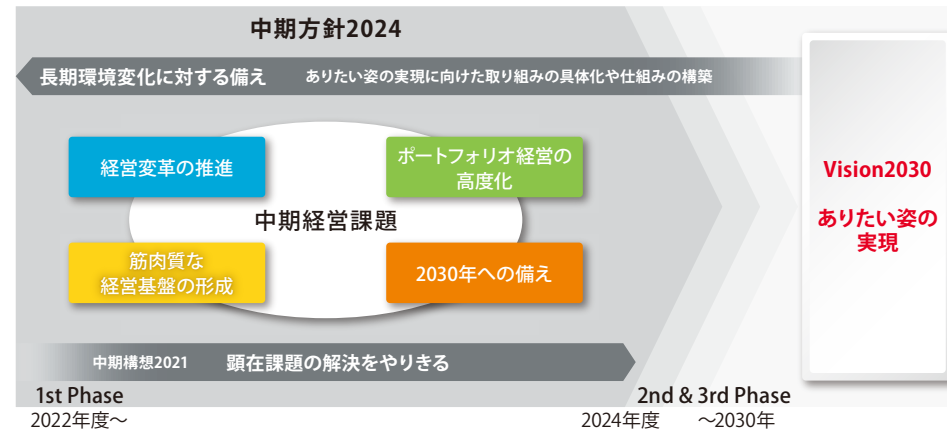 中期方針2024
長期環境変化に対する備え ありたい姿の実現に向けた取り組みの具体化や仕組みの構築
経営変革の推進
ポートフォリオ経営の
高度化
中期経営課題
筋肉質な
経営基盤の形成
2030年への備え
Vision2030
ありたい姿の
実現
中期構想2021 顕在課題の解決をやりきる
1st Phase
2022年度〜
2nd & 3rd Phase
2024年度 〜2030年